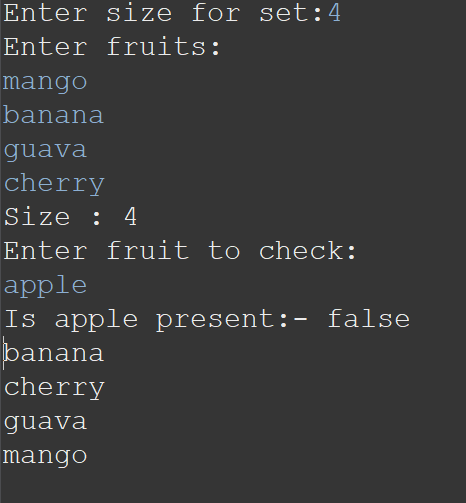 Enter size for set:4
Enter fruits:
mango
banana
guava
cherry
Size : 4
Enter fruit to check:
apple
Is apple present:- false
banana
cherry
guava
mango